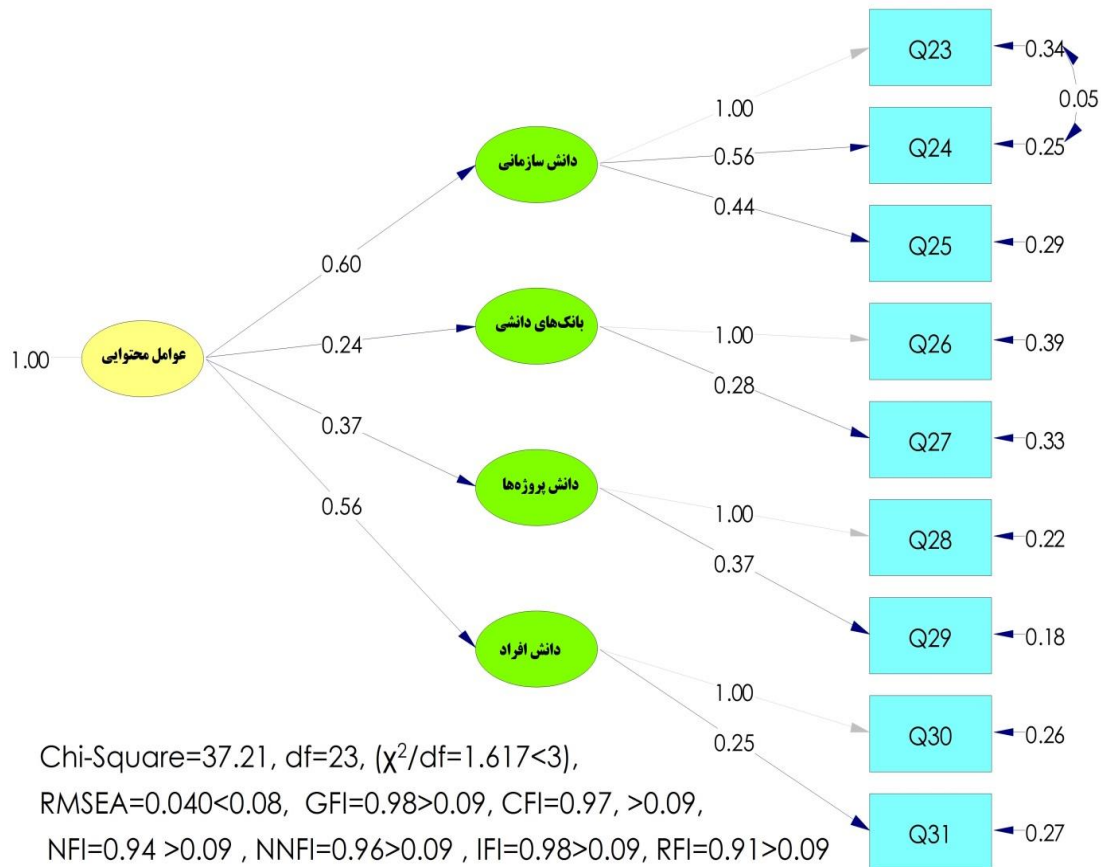 Q23
0.34
1.00
0.05
Q24
0.25
0.56
دانش سازمانی
0.44
Q25
0.29
0.60
بانک‌های دانشی
1.00
Q26
0.39
0.24
1.00
عوامل محتوایی
0.28
Q27
0.33
0.37
دانش پروژه‌ها
1.00
Q28
0.22
0.56
0.37
Q29
0.18
دانش افراد
1.00
Q30
0.26
0.25
Q31
0.27
Chi-Square=37.21, df=23, (χ²/df=1.617<3),
RMSEA=0.040<0.08, GFI=0.98>0.09, CFI=0.97, >0.09,
NFI=0.94 >0.09 , NNFI=0.96>0.09 , IFI=0.98>0.09, RFI=0.91>0.09